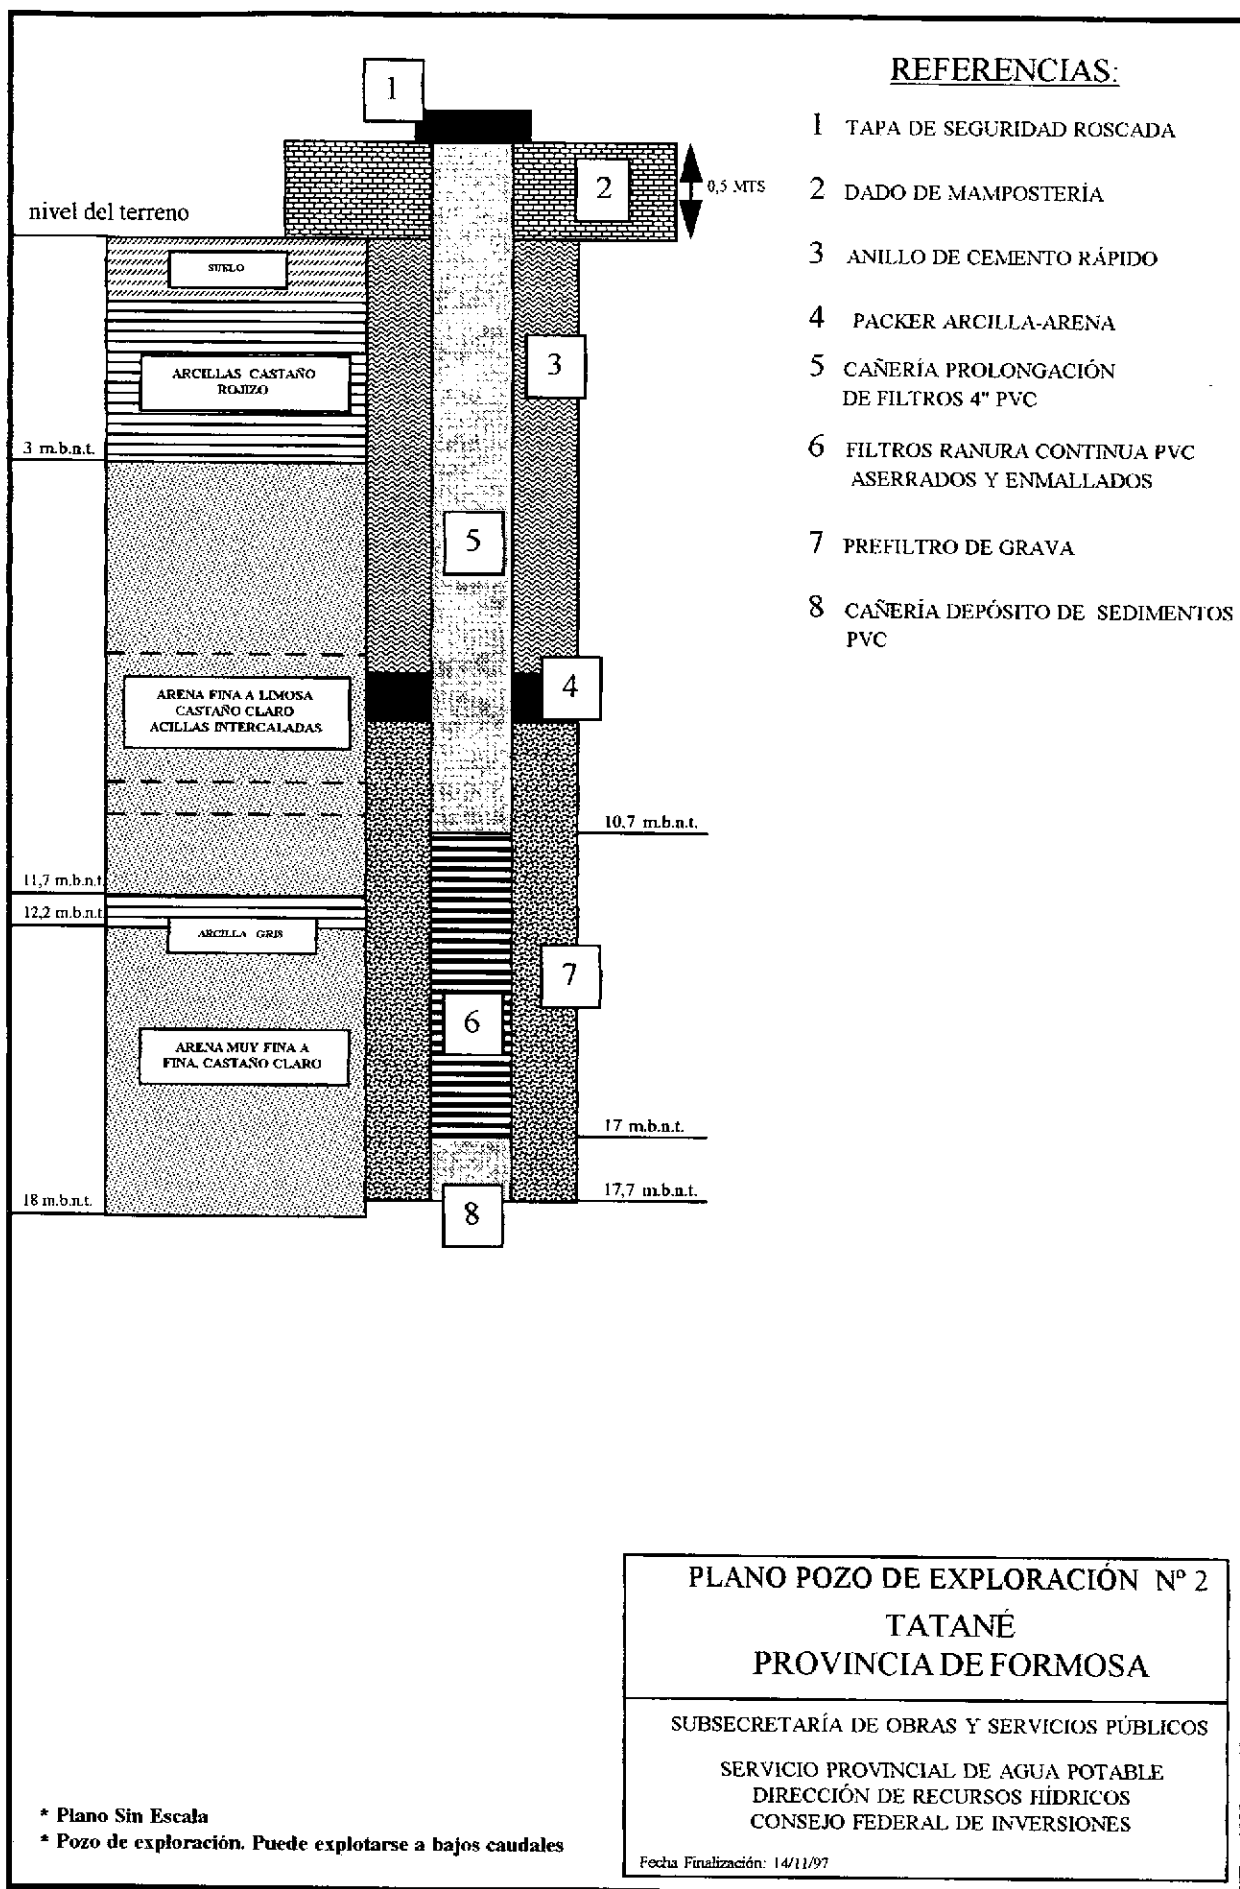 REFERENCIAS:
1 TAPA DE SEGURIDAD ROSCADA
2 DADO DE MAMPOSTERÍA
3 ANILLO DE CEMENTO RÁPIDO
4 PACKER ARCILLA-ARENA
5 CAÑERÍA PROLONGACIÓN
DE FILTROS 4" PVC
6 FILTROS RANURA CONTINUA PVC
ASERRADOS Y ENMALLADOS
7 PREFILTRO DE GRAVA
8 CAÑERÍA DEPÓSITO DE SEDIMENTOS
PVC
1
2
0,5 MTS
nivel del terreno
SUELO
3
ARCILLAS CASTAÑO
ROJIZO
3 m.b.n.t.
5
4
ARENA FINA A LIMOSA
CASTAÑO CLARO
ACILLAS INTERCALADAS
10,7 m.b.n.t.
11,7 m.b.n.t.
12,2 m.b.n.t.
ARCILLA GRIS
7
6
ARENA MUY FINA A
FINA, CASTAÑO CLARO
17 m.b.n.t.
17,7 m.b.n.t.
18 m.b.n.t.
8
PLANO POZO DE EXPLORACIÓN Nº 2
TATANÉ
PROVINCIA DE FORMOSA
SUBSECRETARÍA DE OBRAS Y SERVICIOS PÚBLICOS
SERVICIO PROVINCIAL DE AGUA POTABLE
DIRECCIÓN DE RECURSOS HÍDRICOS
CONSEJO FEDERAL DE INVERSIONES
Fecha Finalización: 14/11/97
* Plano Sin Escala
* Pozo de exploración. Puede explotarse a bajos caudales